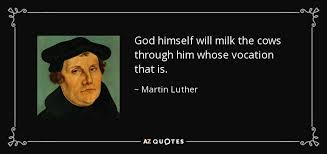 God himself will milk the cows
through him whose vocation
that is.
~ Martin Luther
AZ QUOTES